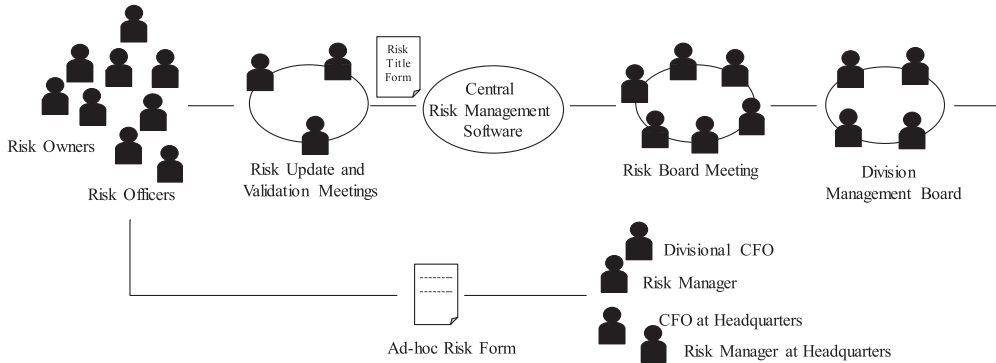 Risk
Title
Form
Central
Risk Management
Software
Risk Owners
Risk Officers
Risk Update and
Validation Meetings
Risk Board Meeting
Division
Management Board
Divisional CFO
Risk Manager
CFO at Headquarters
Risk Manager at Headquarters
Ad-hoc Risk Form